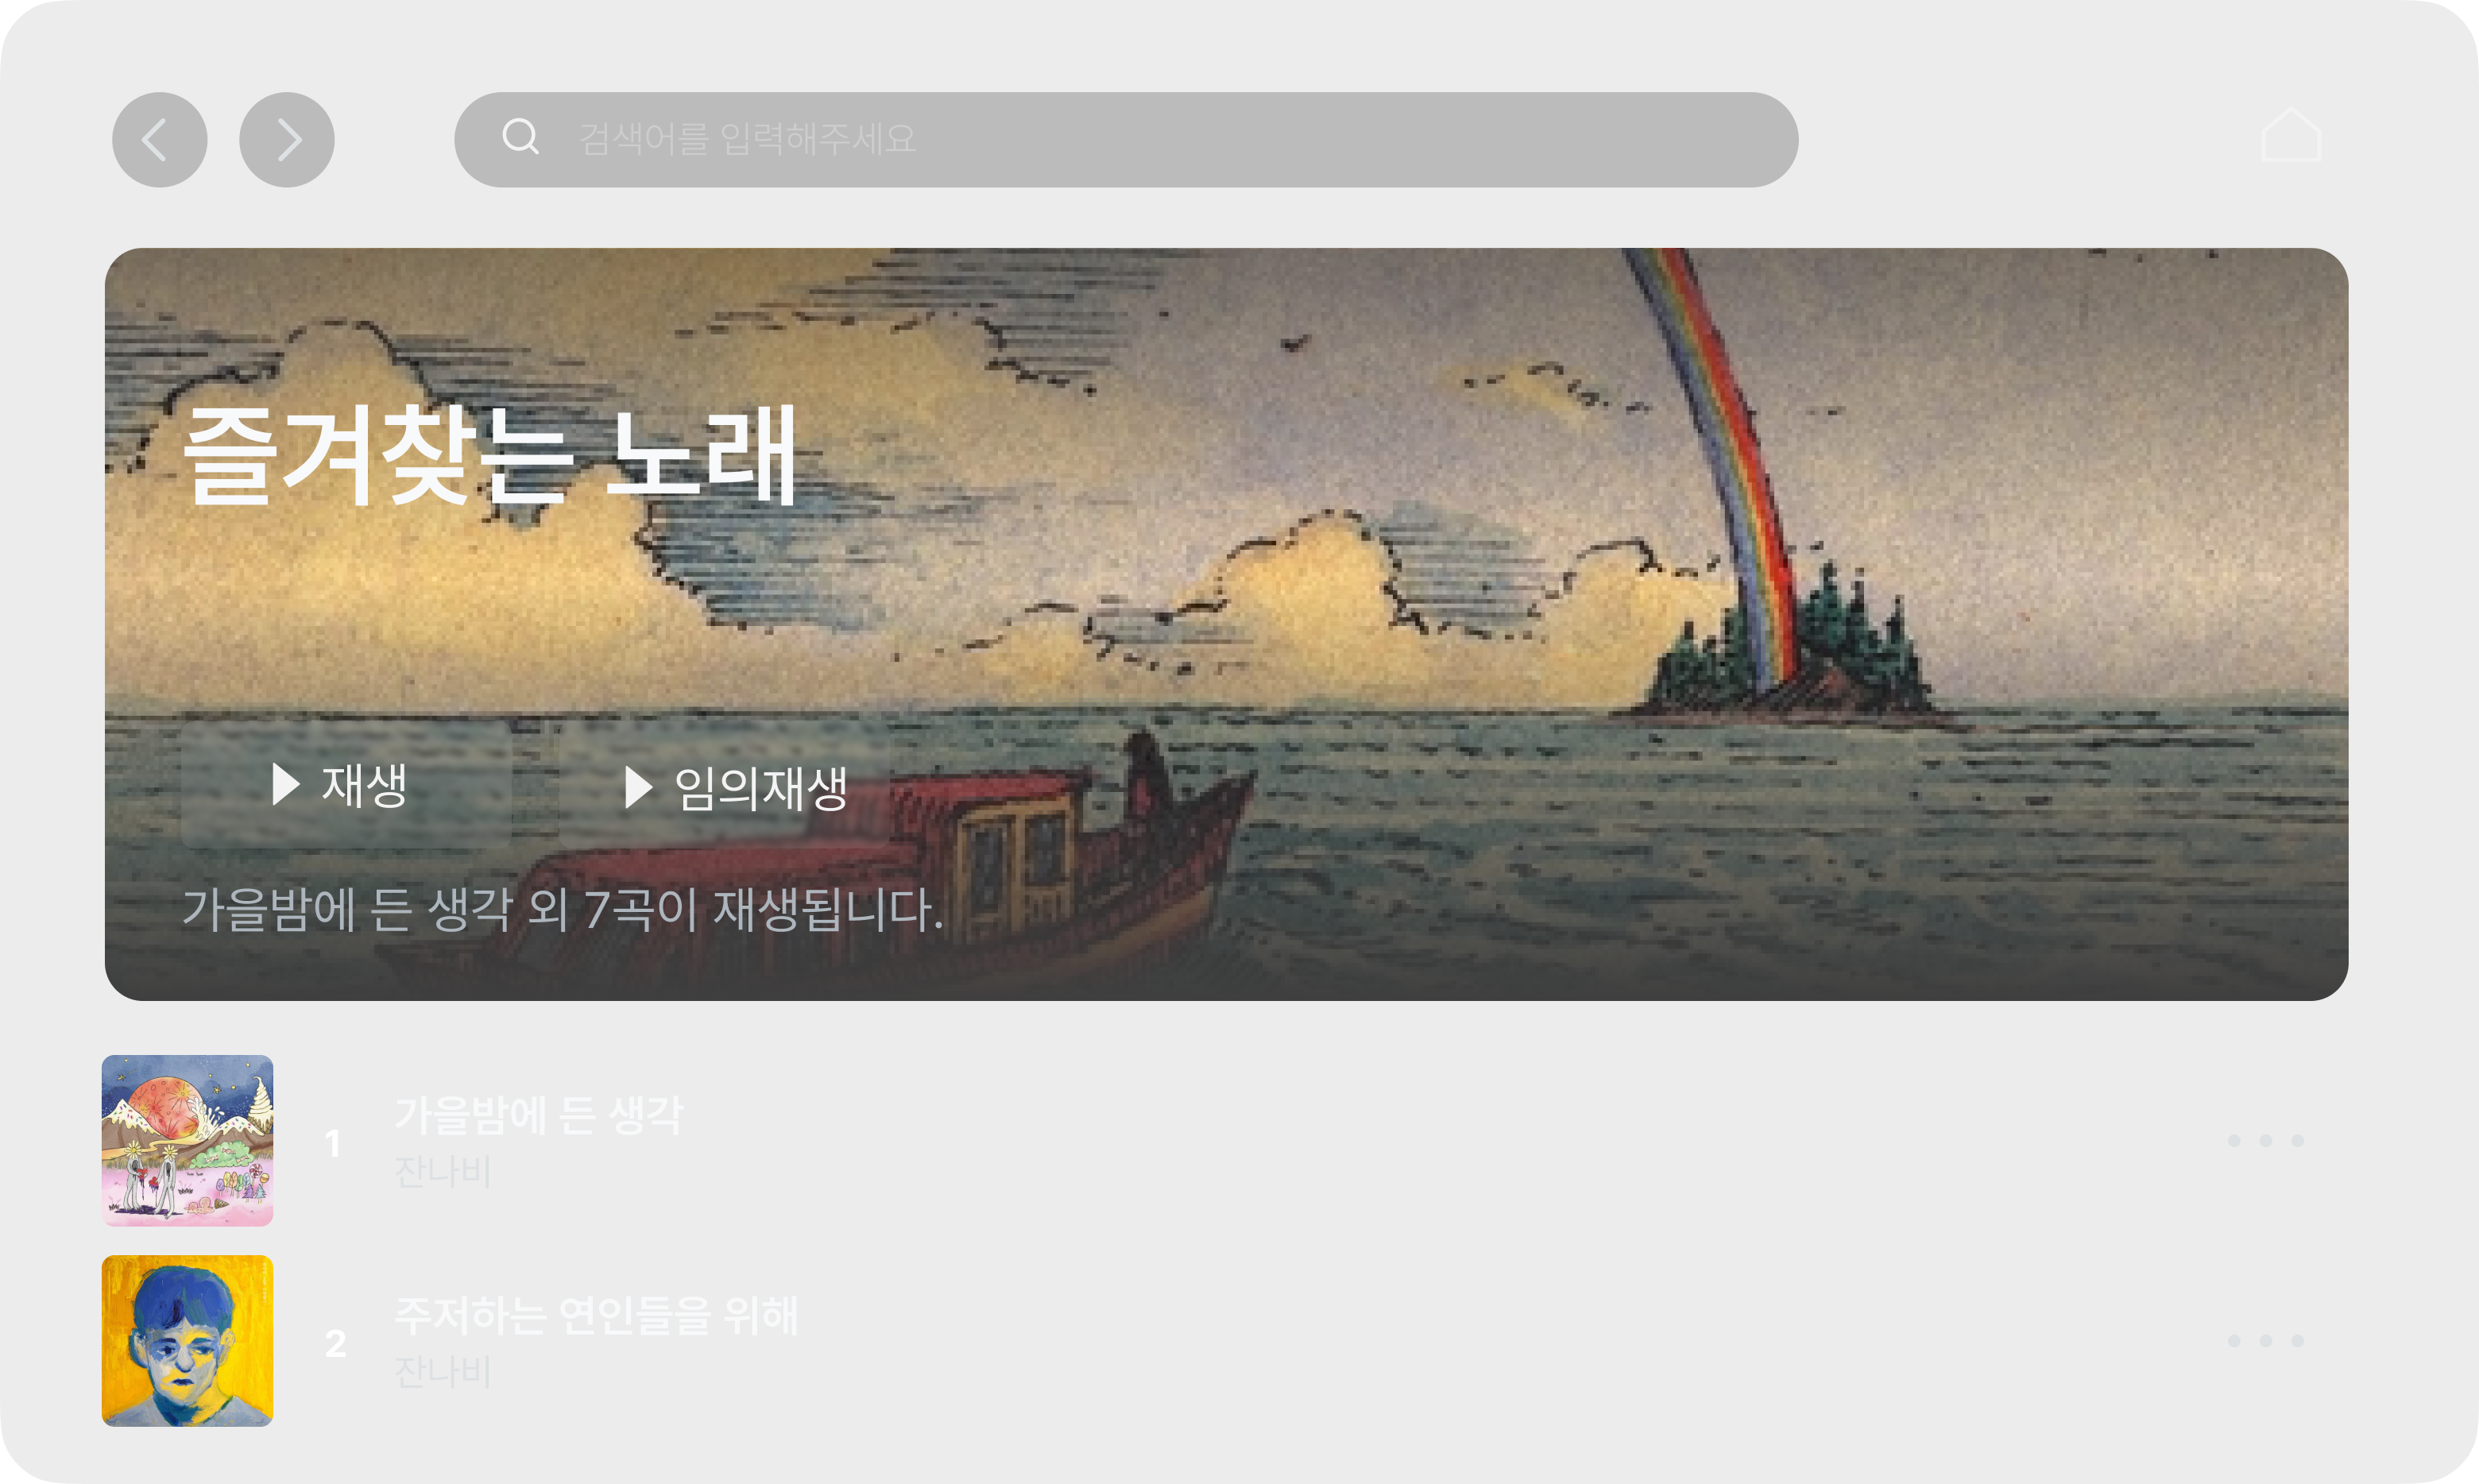 검색어를 입력해주세요
즐겨찾는 노래
재생
임의재생
가을밤에 든 생각 외 7곡이 재생됩니다.
1
가을밤에 든 생각
잔나비
2
주저하는 연인들을 위해
잔나비